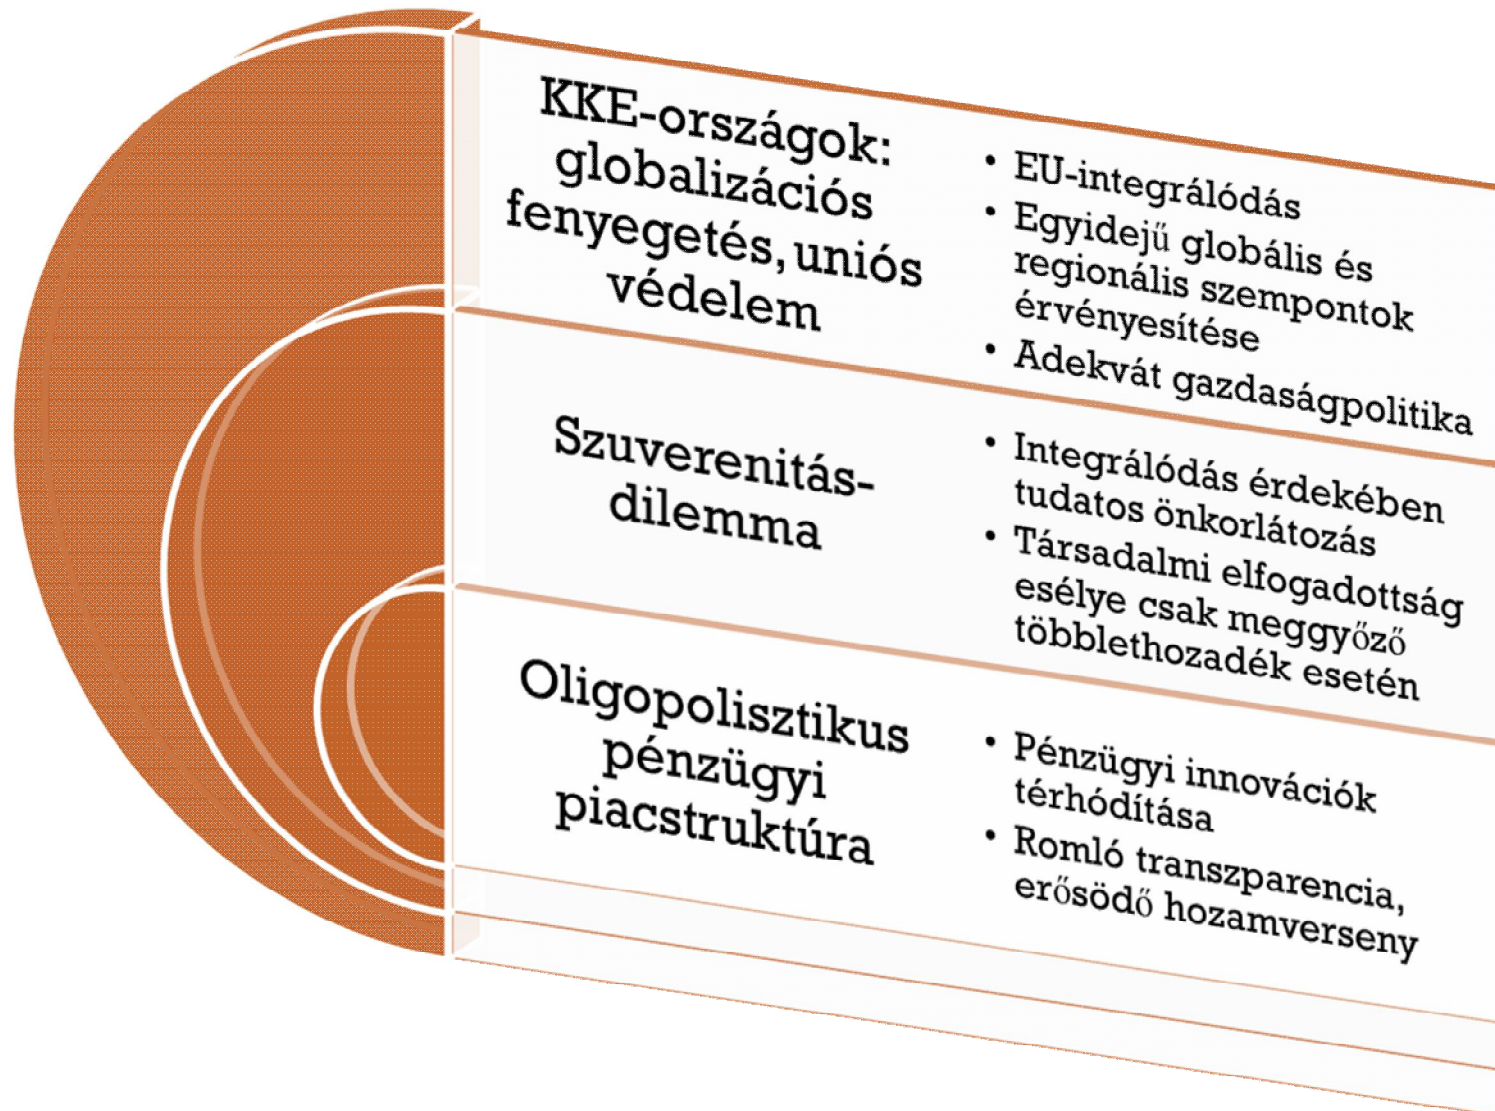 KKE-országok:
globalizációs
fenyegetés, uniós
védelem
• EU-integrálódás
• Egyidejű globális és
regionális szempontok
érvényesítése
• Adekvát gazdaságpolitika
Szuverenitás-
dilemma
• Integrálódás érdekében
tudatos önkorlátozás
• Társadalmi elfogadottság
esélye csak meggyőző
többlethozadék esetén
Oligopolisztikus
pénzügyi
piacstruktúra
• Pénzügyi innovációk
térhódítása
• Romló transzparencia,
erősödő hozamverseny